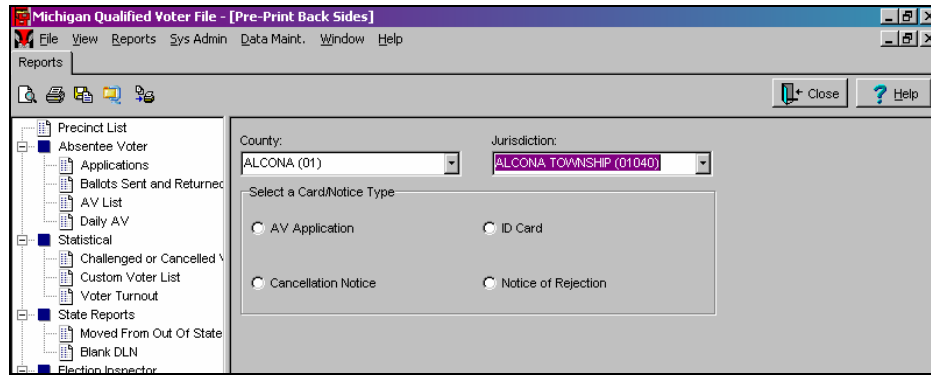 Michigan Qualified Voter File - [Pre-Print Back Sides]
File View Reports Sys Admin Data Maint. Window Help
Reports
Close Help
Precinct List
Absentee Voter
Applications
Ballots Sent and Returned
AV List
Daily AV
Statistical
Challenged or Cancelled V
Custom Voter List
Voter Turnout
State Reports
Moved From Out Of State
Blank DLN
Election Inspector
County: Jurisdiction:
ALCONA (01) ALCONA TOWNSHIP (01040)
Select a Card/Notice Type
AV Application ID Card
Cancellation Notice Notice of Rejection